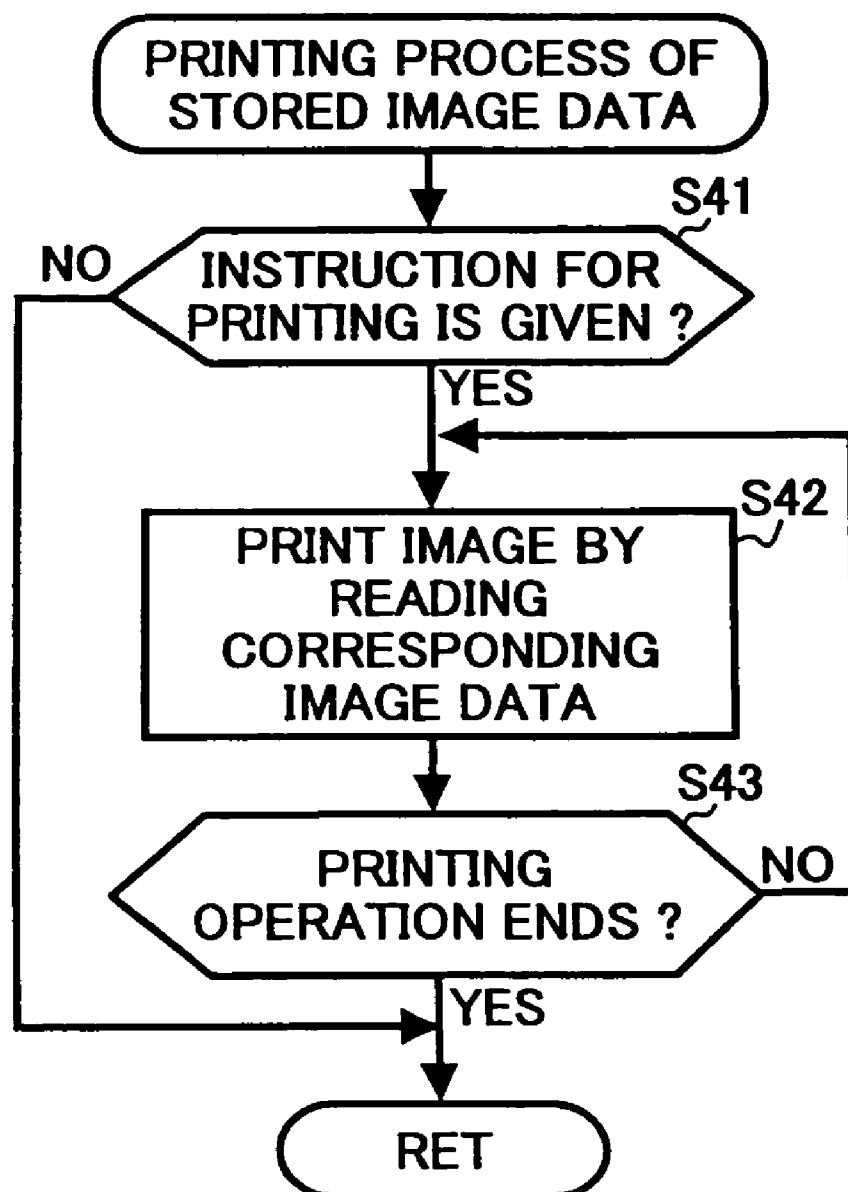 PRINTING PROCESS OF
STORED IMAGE DATA
S41
NO
INSTRUCTION FOR
PRINTING IS GIVEN ?
YES
S42
PRINT IMAGE BY
READING
CORRESPONDING
IMAGE DATA
S43
PRINTING
OPERATION ENDS ?
NO
YES
RET